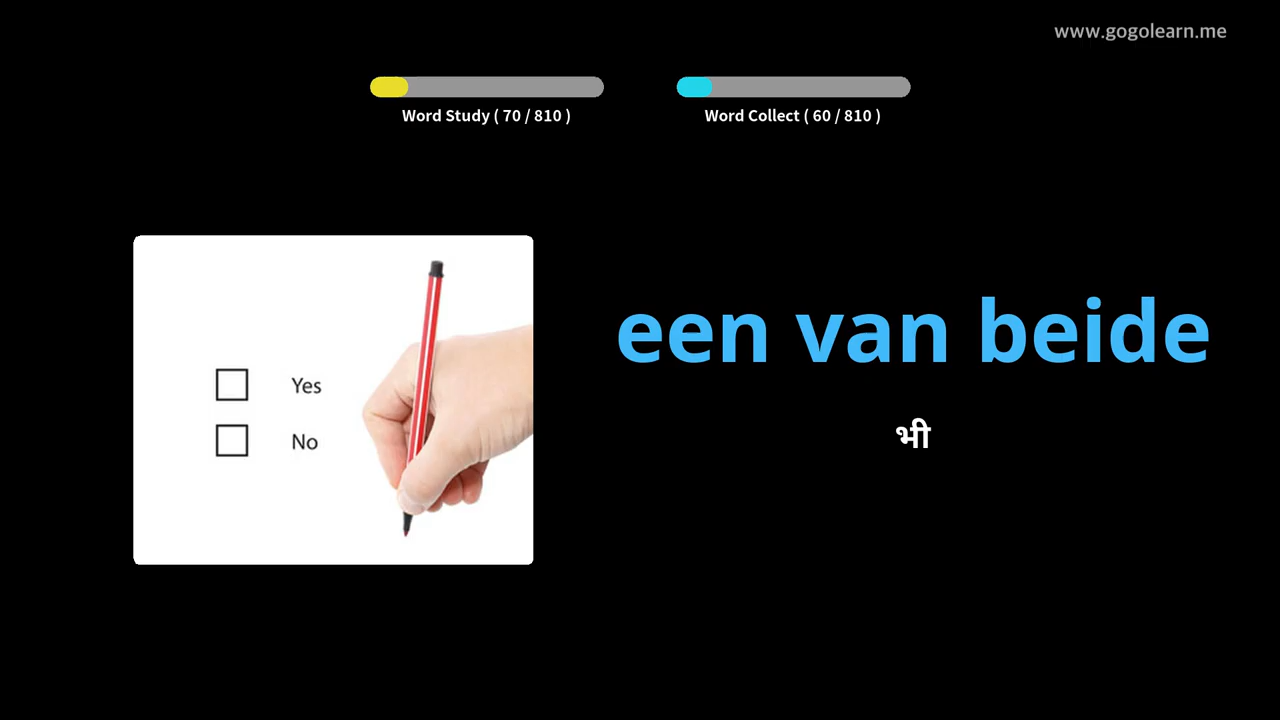 www.gogolearn.me
Word Study ( 70 / 810 )
Word Collect ( 60 / 810 )
Yes
No
een van beide
भी